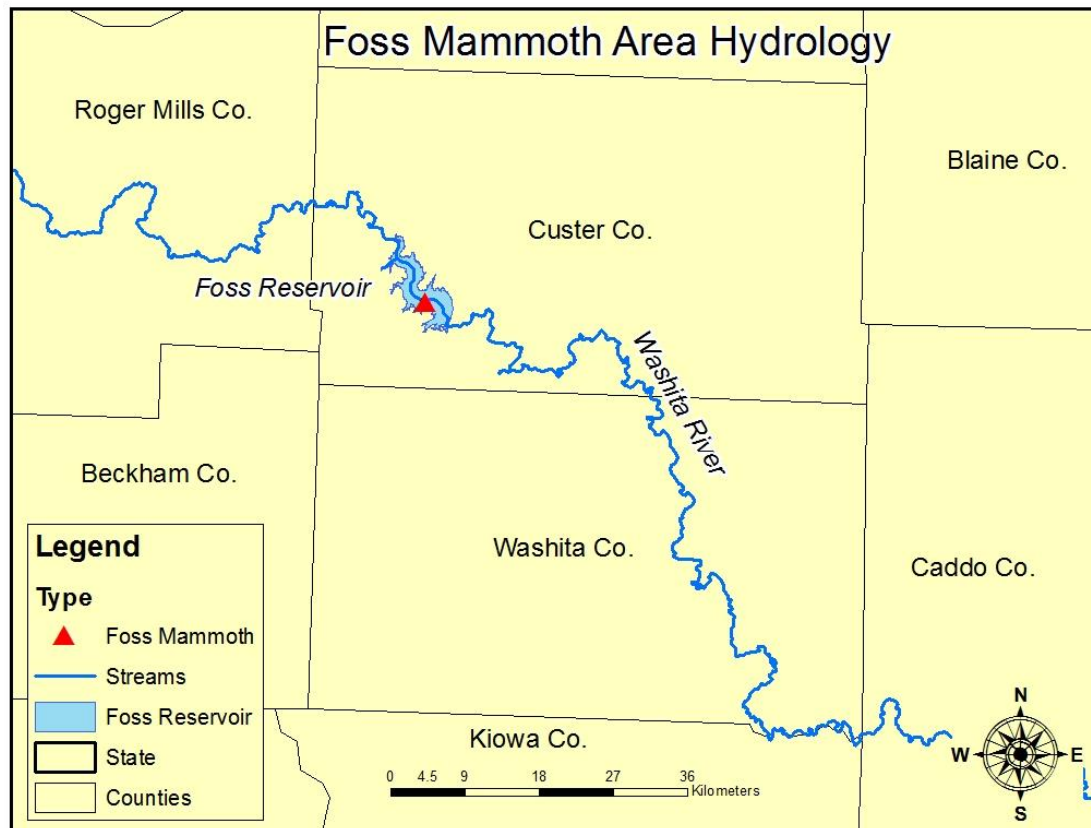 Foss Mammoth Area Hydrology
Roger Mills Co.
Blaine Co.
Custer Co.
Foss Reservoir
Washita River
Beckham Co.
Washita Co.
Caddo Co.
Kiowa Co.
Legend
Type
Foss Mammoth
Streams
Foss Reservoir
State
Counties
0 4.5 9 18 27 36
Kilometers
N
W E
S